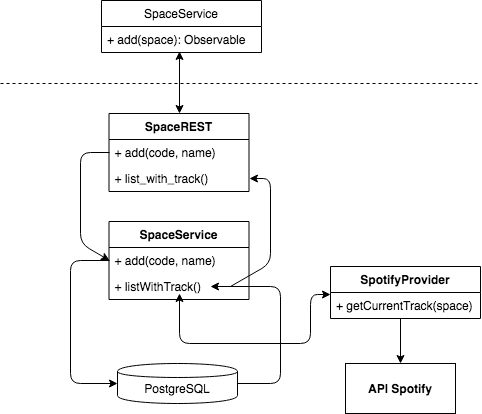 SpaceService
+ add(space): Observable
SpaceREST
+ add(code, name)
+ list_with_track()
SpaceService
+ add(code, name)
+ listWithTrack()
SpotifyProvider
+ getCurrentTrack(space)
PostgreSQL
API Spotify